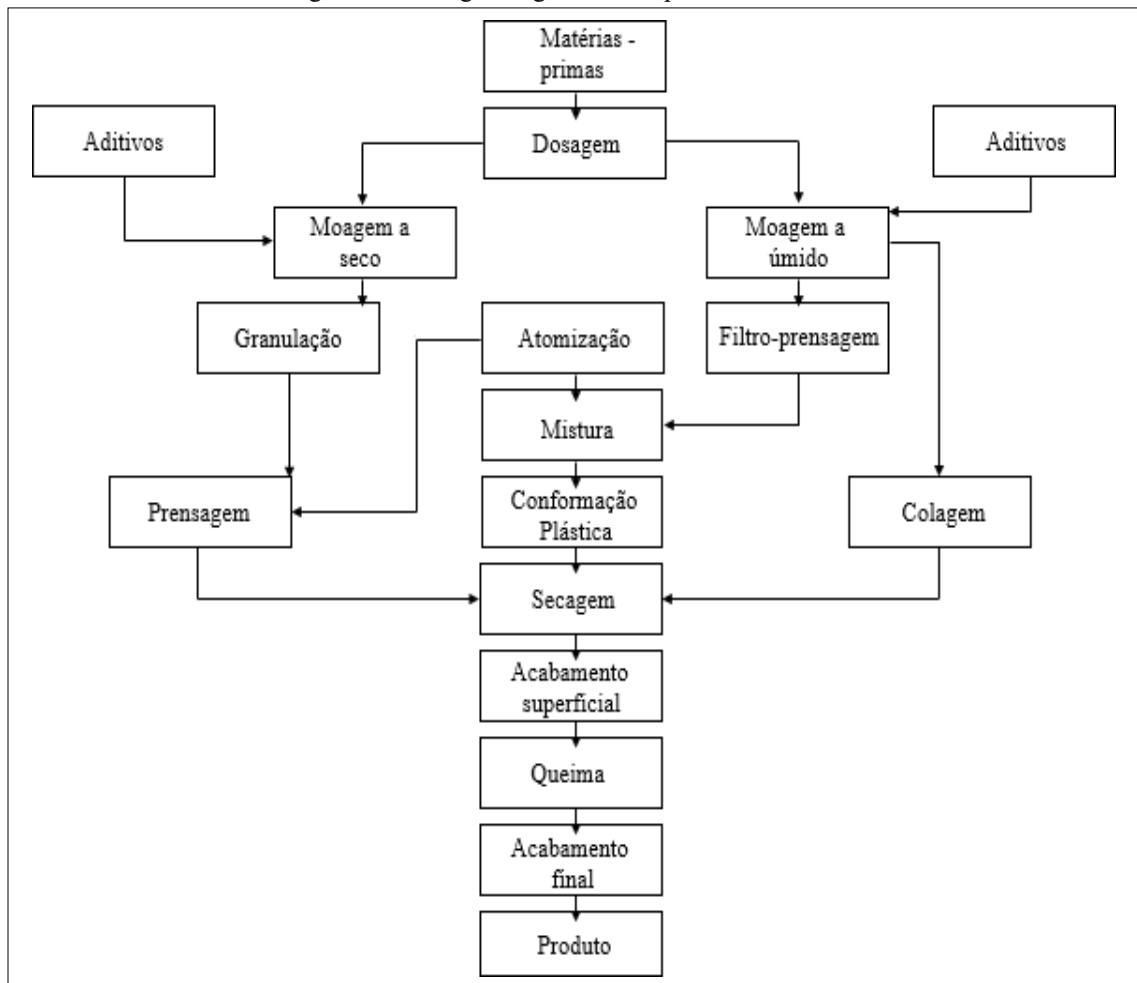 Matérias -
primas
Aditivos
Dosagem
Aditivos
Moagem a
seco
Moagem a
úmido
Granulação
Atomização
Filtro-prensagem
Mistura
Prensagem
Conformação
Plástica
Colagem
Secagem
Acabamento
superfícial
Queima
Acabamento
final
Produto